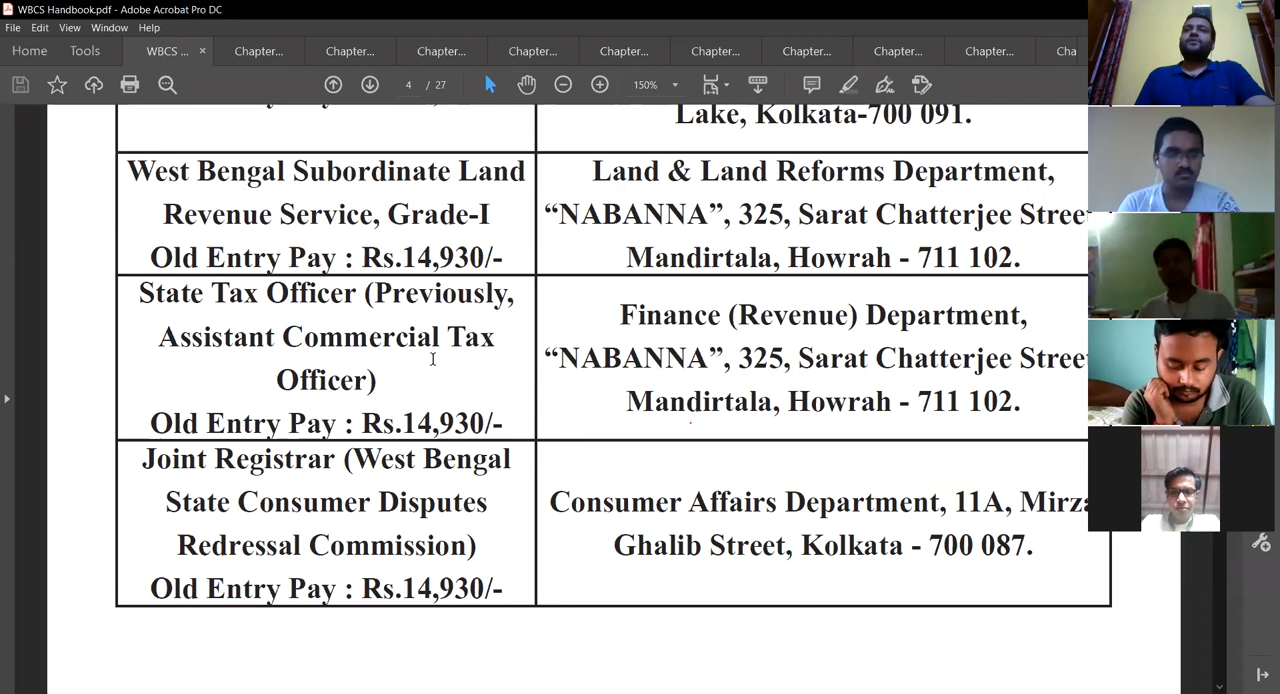 WBCS Handbook.pdf - Adobe Acrobat Pro DC
File Edit View Window Help
Home Tools WBCS ... × Chapter... Chapter... Chapter... Chapter... Chapter... Chapter... Chapter... Chapter... Chapter... Cha
4 / 27 150%
Lake, Kolkata-700 091.
West Bengal Subordinate Land
Revenue Service, Grade-I
Old Entry Pay : Rs.14,930/-
Land & Land Reforms Department,
“NABANNA”, 325, Sarat Chatterjee Street
Mandirtala, Howrah - 711 102.
State Tax Officer (Previously,
Assistant Commercial Tax
Officer)
Old Entry Pay : Rs.14,930/-
Finance (Revenue) Department,
“NABANNA”, 325, Sarat Chatterjee Street
Mandirtala, Howrah - 711 102.
Joint Registrar (West Bengal
State Consumer Disputes
Redressal Commission)
Old Entry Pay : Rs.14,930/-
Consumer Affairs Department, 11A, Mirza
Ghalib Street, Kolkata - 700 087.